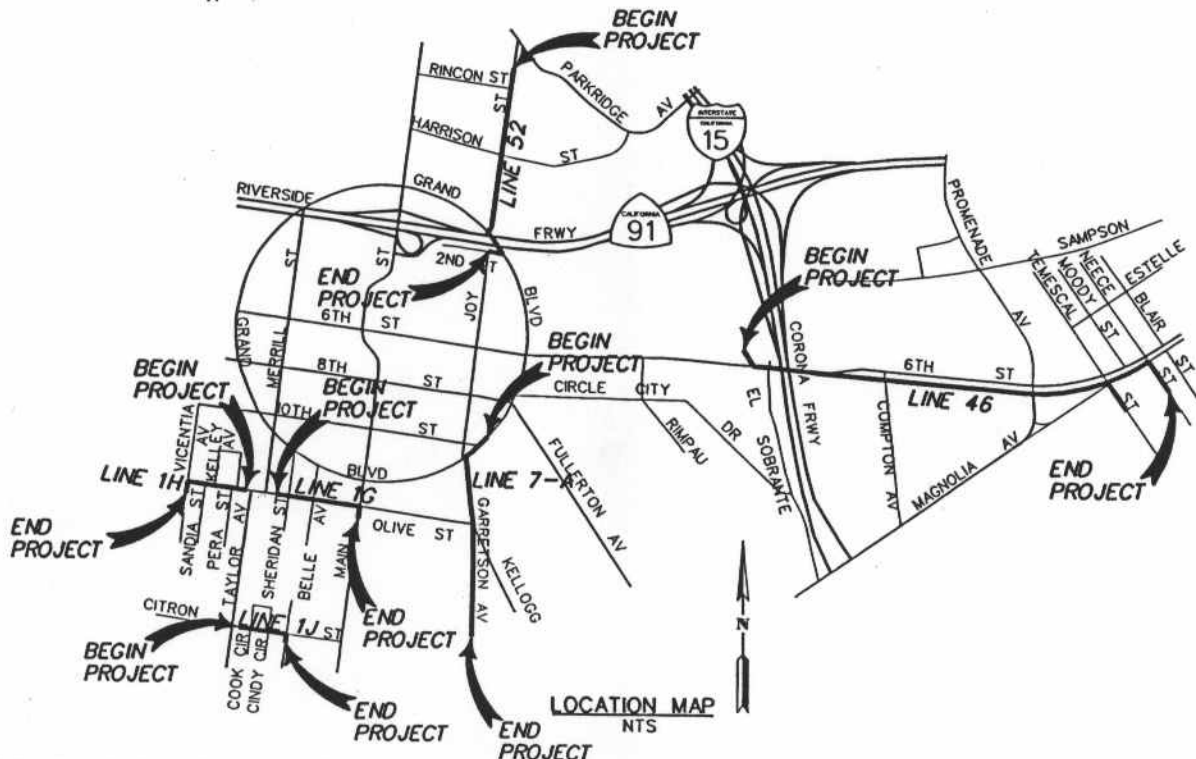 BEGIN
PROJECT
RINCON ST
ST
PARKRIDGE
AV
HARRISON
ST
LINE 52
INTERSTATE
CALIFORNIA
15
GRAND
RIVERSIDE
CALIFORNIA
91
FRWY
PROMENADE
AV
SAMPSON
ST
ST
2ND ST
END
PROJECT
JOY
BLVD
BEGIN
PROJECT
TEMESCAL
MOODY
NEECE
ST
ESTELLE
BLAIR
ST
ST
ST
6TH ST
GRAND
MERRILL
BEGIN
PROJECT
CORONA
FRWY
6TH ST
LINE 46
BEGIN
PROJECT
8TH ST
BEGIN
PROJECT
CIRCLE CITY
DR
RIMPAU
EL
SOBRANTE
COMPTON AV
MAGNOLIA AV
END
PROJECT
10TH ST
VICENTIA
AV
KELLEY
AV
BLVD
LINE 7-A
FULLERTON
AV
LINE 1H
LINE 1G
END
PROJECT
SANDIA ST
PERA ST
TAYLOR AV
SHERIDAN ST
BELLE AV
MAIN
OLIVE ST
GARRETSON AV
KELLOGG
END
PROJECT
CITRON
LINE 1J
ST
BEGIN
PROJECT
COOK CIR
CINDY CIR
END
PROJECT
END
PROJECT
N
LOCATION MAP
NTS